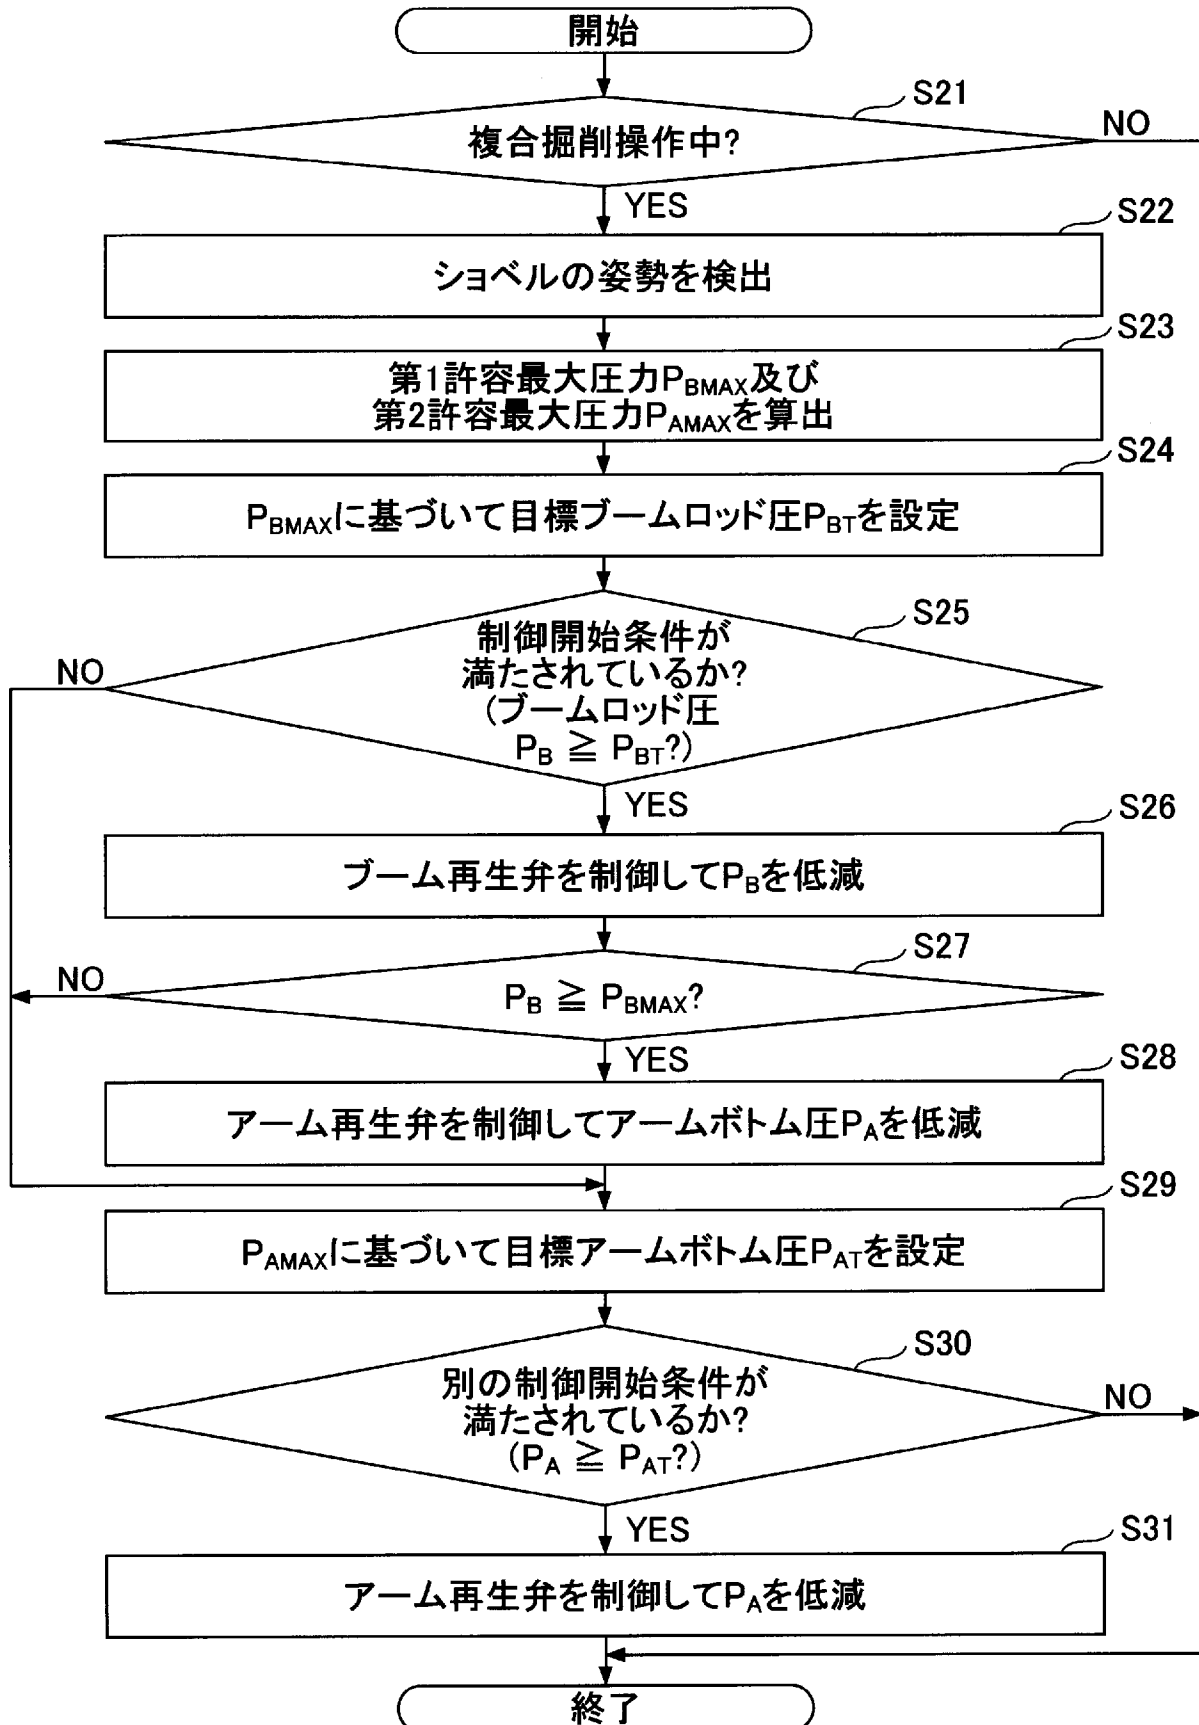 開始
S21
複合掘削操作中?
NO
YES
S22
ショベルの姿勢を検出
S23
第1許容最大圧力PBMAX及び
第2許容最大圧力PAMAXを算出
S24
PBMAXに基づいて目標ブームロッド圧PBTを設定
S25
制御開始条件が
満たされているか?
(ブームロッド圧
PB ≧ PBT?)
NO
YES
S26
ブーム再生弁を制御してPBを低減
S27
NO
PB ≧ PBMAX?
YES
S28
アーム再生弁を制御してアームボトム圧PAを低減
S29
PAMAXに基づいて目標アームボトム圧PATを設定
S30
別の制御開始条件が
満たされているか?
(PA ≧ PAT?)
NO
YES
S31
アーム再生弁を制御してPAを低減
終了